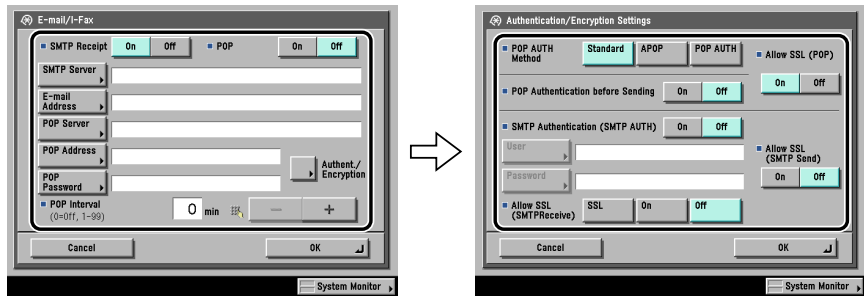 E-mail/I-Fax
SMTP Receipt On Off POP On Off
SMTP Server
E-mail
Address
POP Server
POP Address
Authent./
Encryption
POP
Password
POP Interval
(0=Off, 1-99)
0 min - +
Cancel OK
System Monitor
Authentication/Encryption Settings
POP AUTH
Method
Standard APOP POP AUTH
Allow SSL (POP)
On Off
POP Authentication before Sending On Off
SMTP Authentication (SMTP AUTH) On Off
User
Password
Allow SSL
(SMTP Send)
On Off
Allow SSL
(SMTPReceive)
SSL On Off
Cancel OK
System Monitor